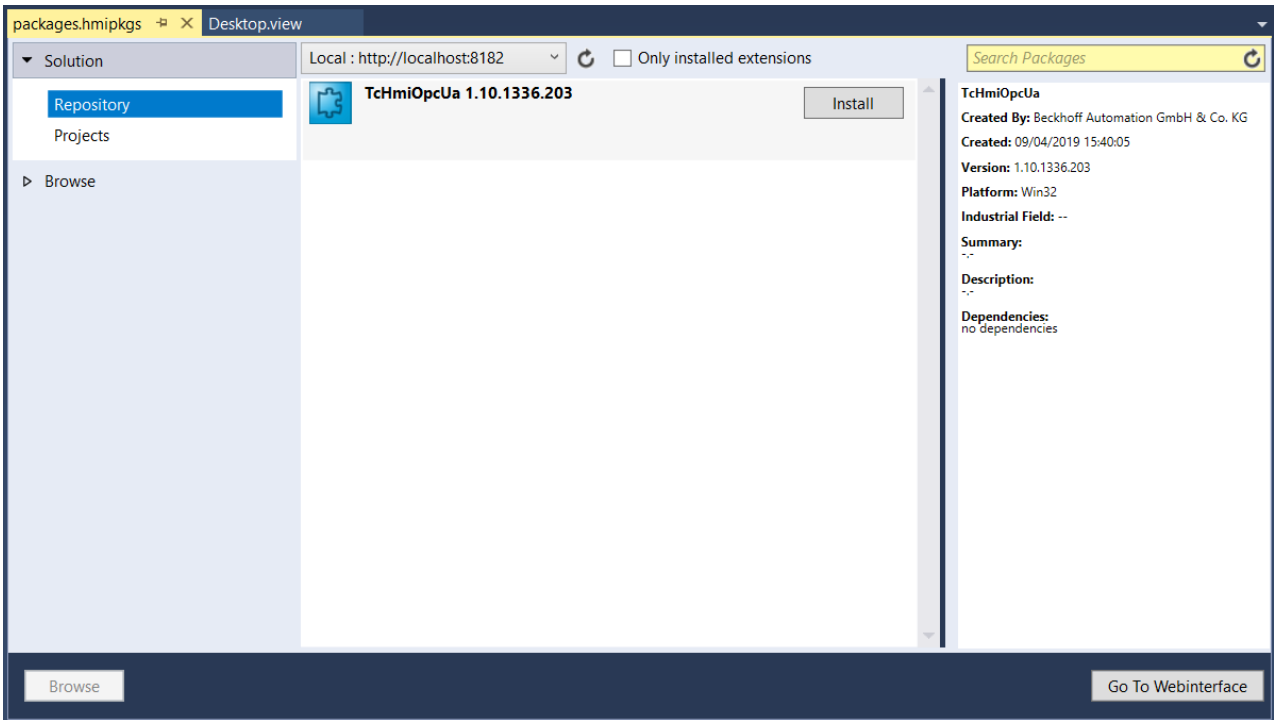 packages.hmipkgs
Desktop.view
Solution
Repository
Projects
Browse
Local : http://localhost:8182
Only installed extensions
TcHmiOpcUa 1.10.1336.203
Install
Search Packages
TcHmiOpcUa
Created By: Beckhoff Automation GmbH & Co. KG
Created: 09/04/2019 15:40:05
Version: 1.10.1336.203
Platform: Win32
Industrial Field: --
Summary:
-.-
Description:
-.-
Dependencies:
no dependencies
Browse
Go To Webinterface